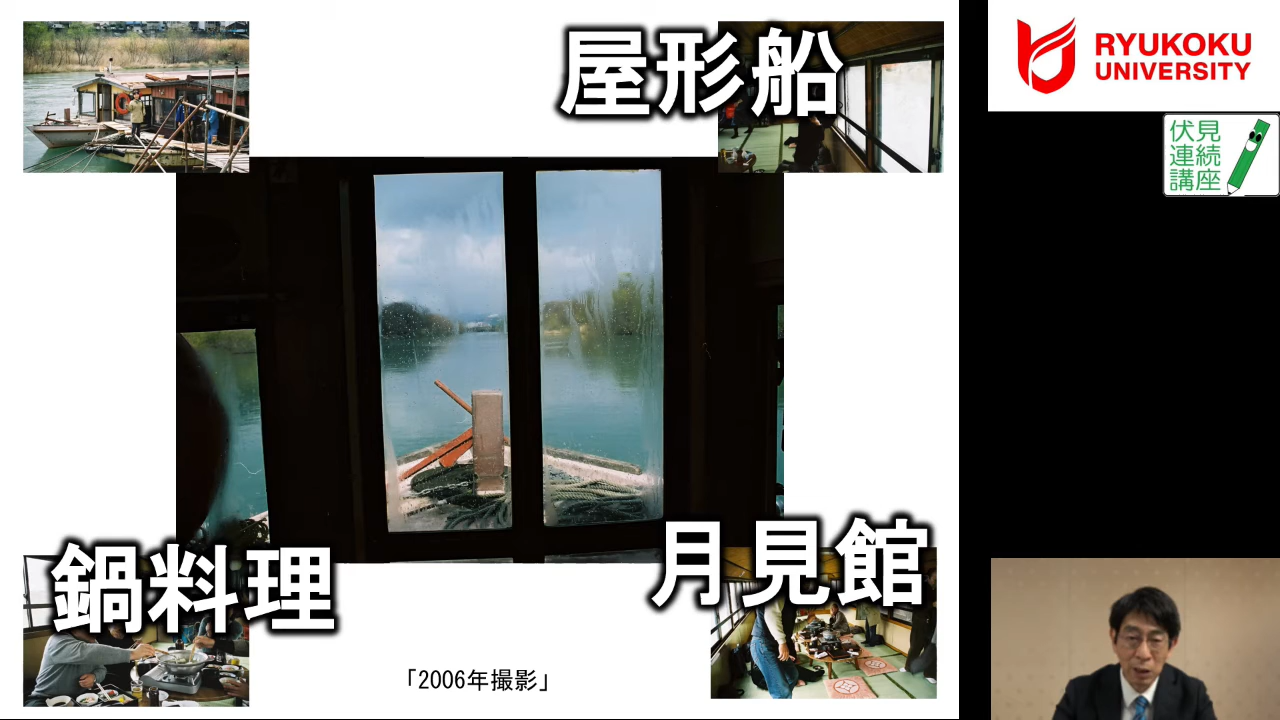 屋形船
RYUKOKU
UNIVERSITY
伏見
連続
講座
鍋料理
月見館
「2006年撮影」